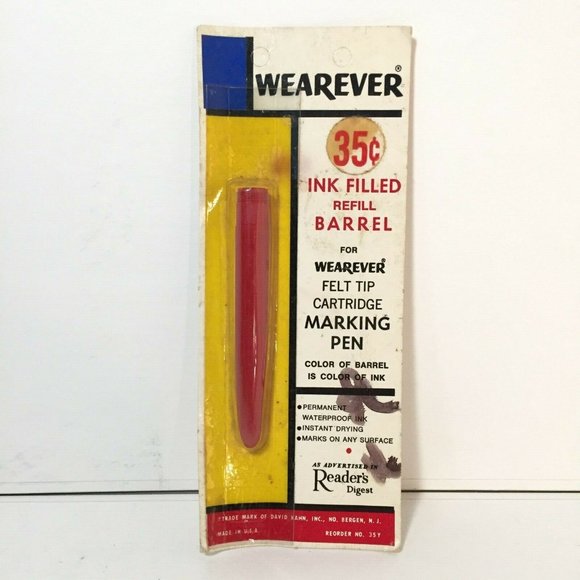 WEAREVER®
35¢
INK FILLED
REFILL
BARREL
FOR
WEAREVER®
FELT TIP
CARTRIDGE
MARKING
PEN
COLOR OF BARREL
IS COLOR OF INK
●PERMANENT
WATERPROOF INK
●INSTANT DRYING
●MARKS ON ANY SURFACE
AS ADVERTISED IN
Reader's
Digest
*TRADE MARK OF DAVID KAHN, INC., NO. BERGEN, N. J.
MADE IN U.S.A. REORDER NO. 35Y